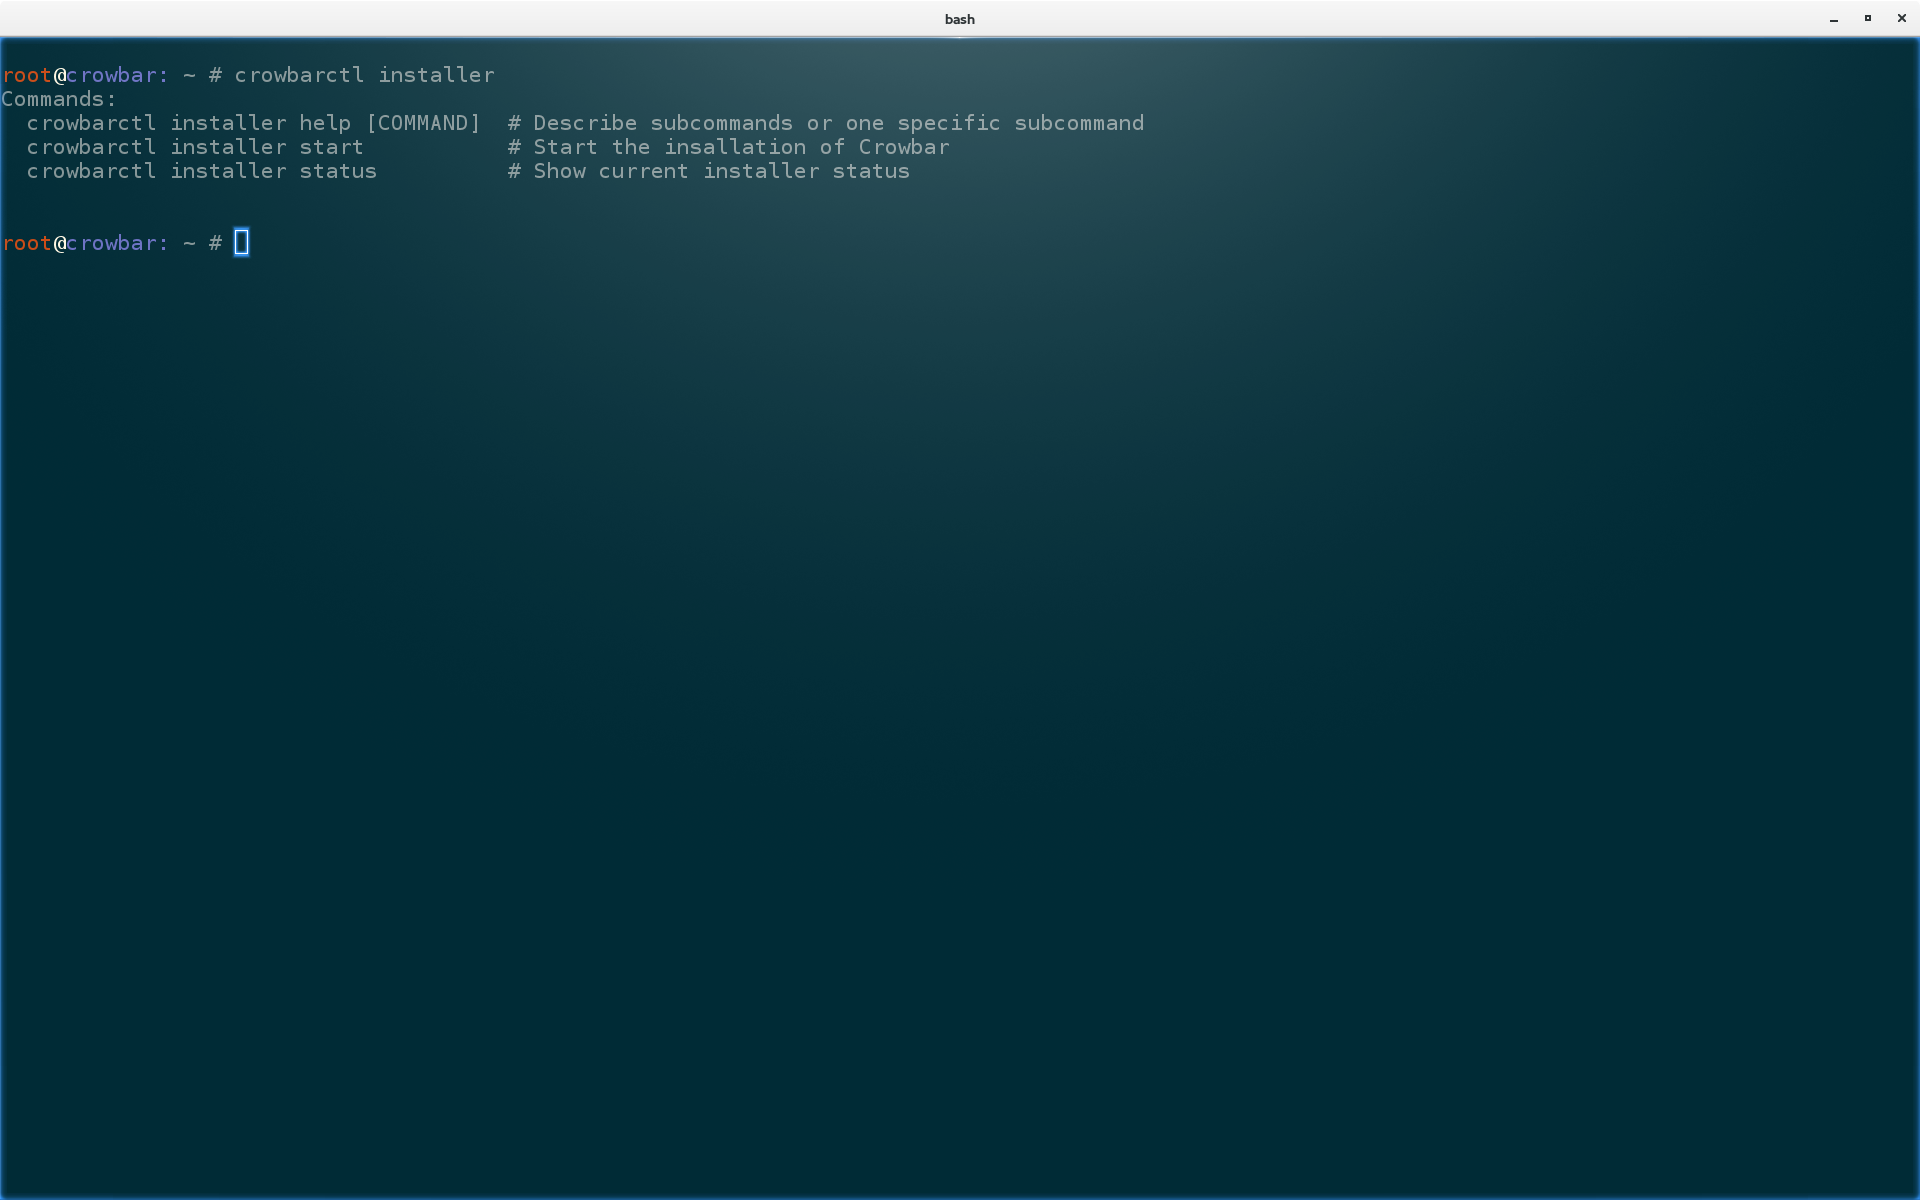 bash
root@crowbar: ~ # crowbarctl installer
Commands:
  crowbarctl installer help [COMMAND]  # Describe subcommands or one specific subcommand
  crowbarctl installer start           # Start the insallation of Crowbar
  crowbarctl installer status          # Show current installer status
root@crowbar: ~ #